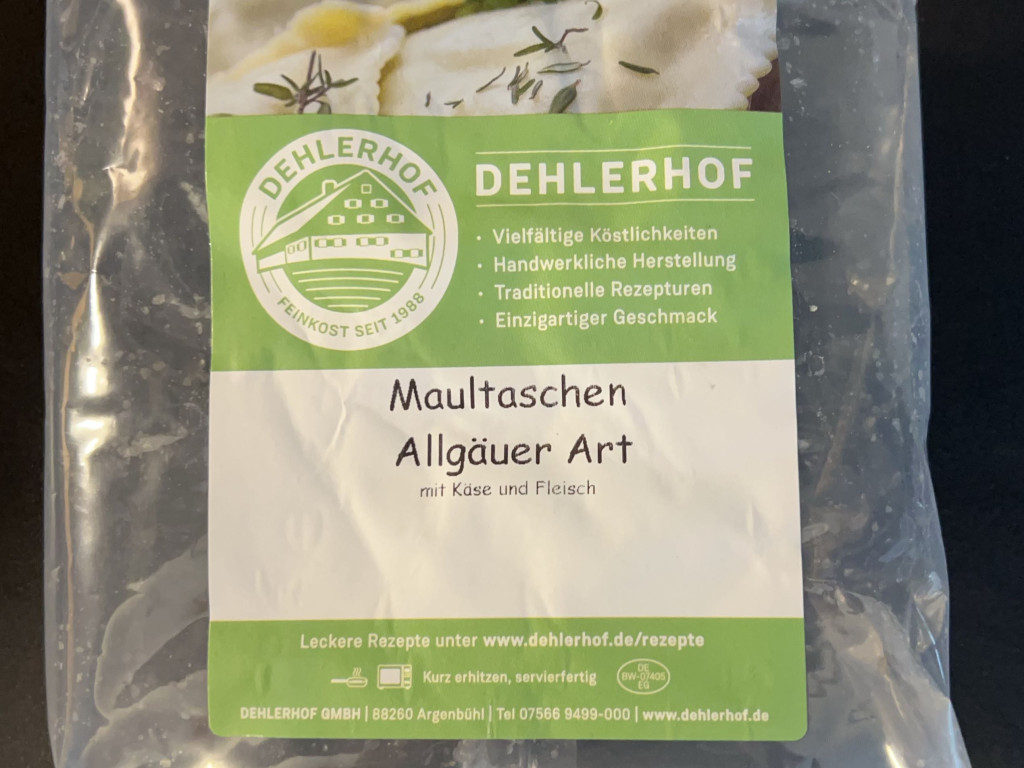 DEHLERHOF
FEINKOST SEIT 1988
DEHLERHOF
· Vielfältige Köstlichkeiten
· Handwerkliche Herstellung
· Traditionelle Rezepturen
· Einzigartiger Geschmack
Maultaschen
Allgäuer Art
mit Käse und Fleisch
Leckere Rezepte unter www.dehlerhof.de/rezepte
Kurz erhitzen, servierfertig
DE
BW-07405
EG
DEHLERHOF GMBH | 88260 Argenbühl | Tel 07566 9499-000 | www.dehlerhof.de